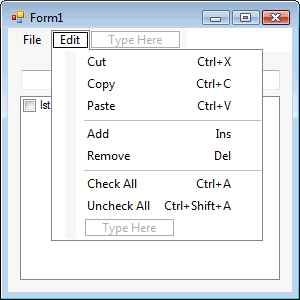 Form1
File Edit Type Here
Cut Ctrl+X
Copy Ctrl+C
Paste Ctrl+V
Add Ins
Remove Del
Check All Ctrl+A
Uncheck All Ctrl+Shift+A
Type Here